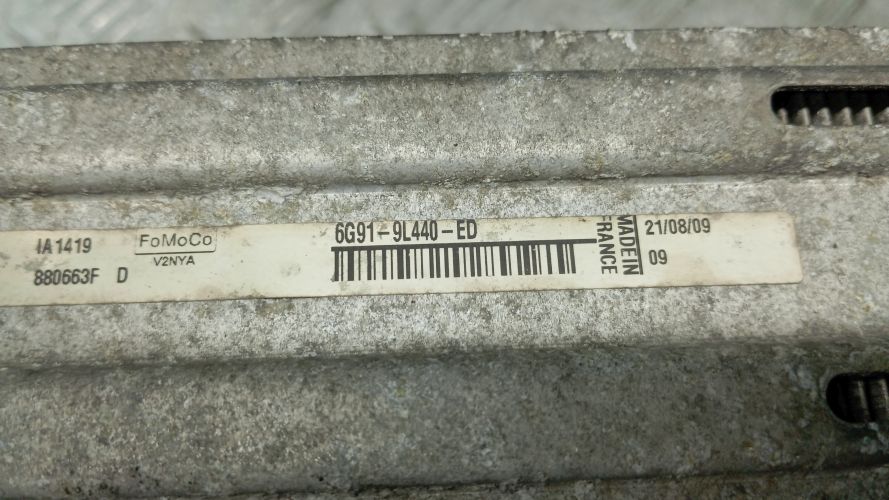 IA1419
880663F D
FoMoCo
V2NYA
6G91-9L440-ED
MADE IN
FRANCE
21/08/09
09